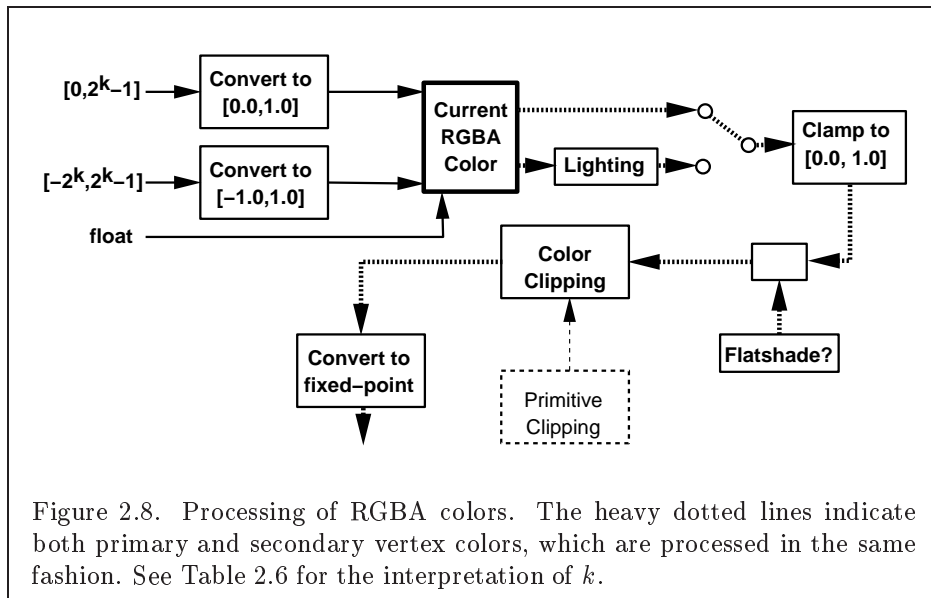 [0,2k–1]
Convert to
[0.0,1.0]
Current
RGBA
Color
Lighting
Clamp to
[0.0, 1.0]
[–2k,2k–1]
Convert to
[–1.0,1.0]
float
Color
Clipping
Flatshade?
Convert to
fixed–point
Primitive
Clipping
Figure 2.8. Processing of RGBA colors. The heavy dotted lines indicate
both primary and secondary vertex colors, which are processed in the same
fashion. See Table 2.6 for the interpretation of k.